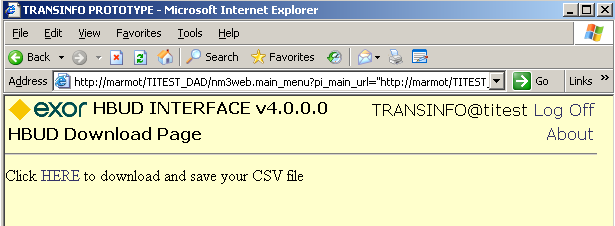 TRANSINFO PROTOTYPE - Microsoft Internet Explorer
File Edit View Favorites Tools Help
Back Search Favorites
Address http://marmot/TITEST_DAD/nm3web.main_menu?pi_main_url="http://marmot/TITEST_ Go Links »
exor HBUD INTERFACE v4.0.0.0 TRANSINFO@titest Log Off
HBUD Download Page About
Click HERE to download and save your CSV file